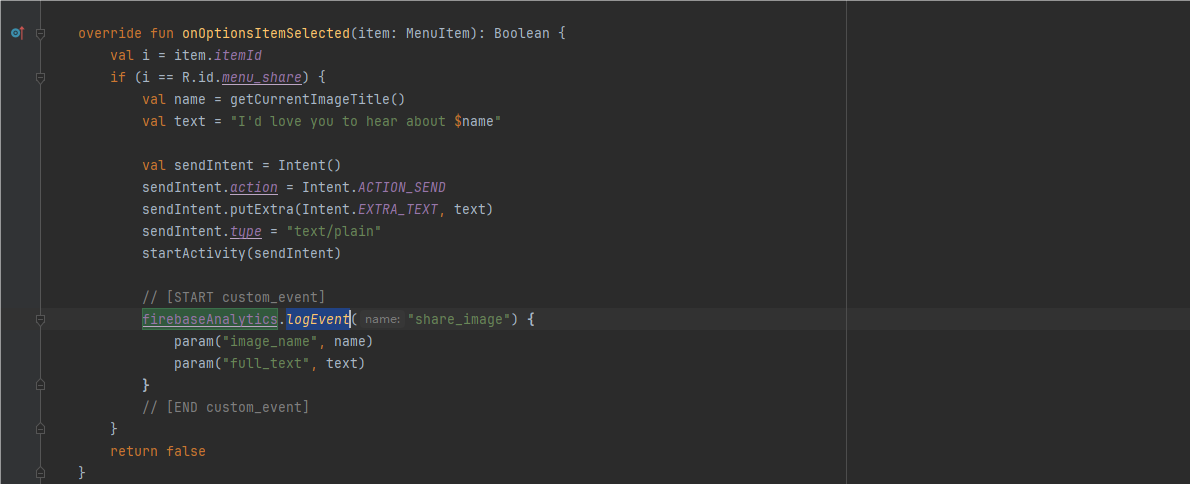 override fun onOptionsItemSelected(item: MenuItem): Boolean {
    val i = item.itemId
    if (i == R.id.menu_share) {
        val name = getCurrentImageTitle()
        val text = "I'd love you to hear about $name"

        val sendIntent = Intent()
        sendIntent.action = Intent.ACTION_SEND
        sendIntent.putExtra(Intent.EXTRA_TEXT, text)
        sendIntent.type = "text/plain"
        startActivity(sendIntent)

        // [START custom_event]
        firebaseAnalytics.logEvent( name: "share_image") {
            param("image_name", name)
            param("full_text", text)
        }
        // [END custom_event]
    }
    return false
}